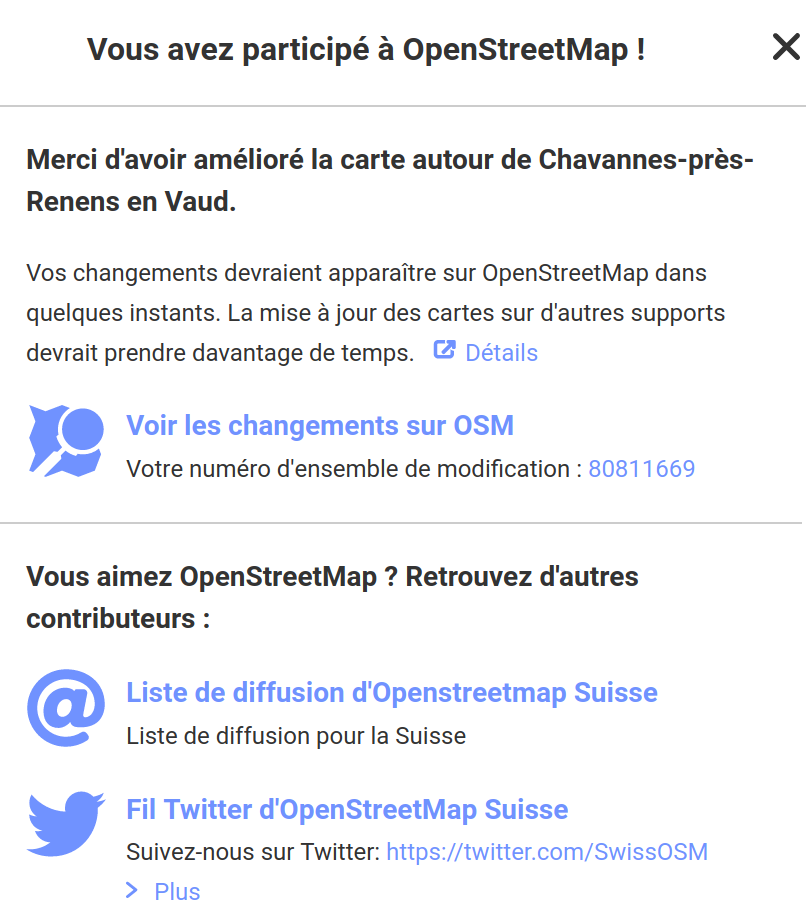 Vous avez participé à OpenStreetMap !
Merci d'avoir amélioré la carte autour de Chavannes-près-
Renens en Vaud.
Vos changements devraient apparaître sur OpenStreetMap dans
quelques instants. La mise à jour des cartes sur d'autres supports
devrait prendre davantage de temps. Détails
Voir les changements sur OSM
Votre numéro d'ensemble de modification : 80811669
Vous aimez OpenStreetMap ? Retrouvez d'autres
contributeurs :
Liste de diffusion d'Openstreetmap Suisse
Liste de diffusion pour la Suisse
Fil Twitter d'OpenStreetMap Suisse
Suivez-nous sur Twitter: https://twitter.com/SwissOSM
Plus